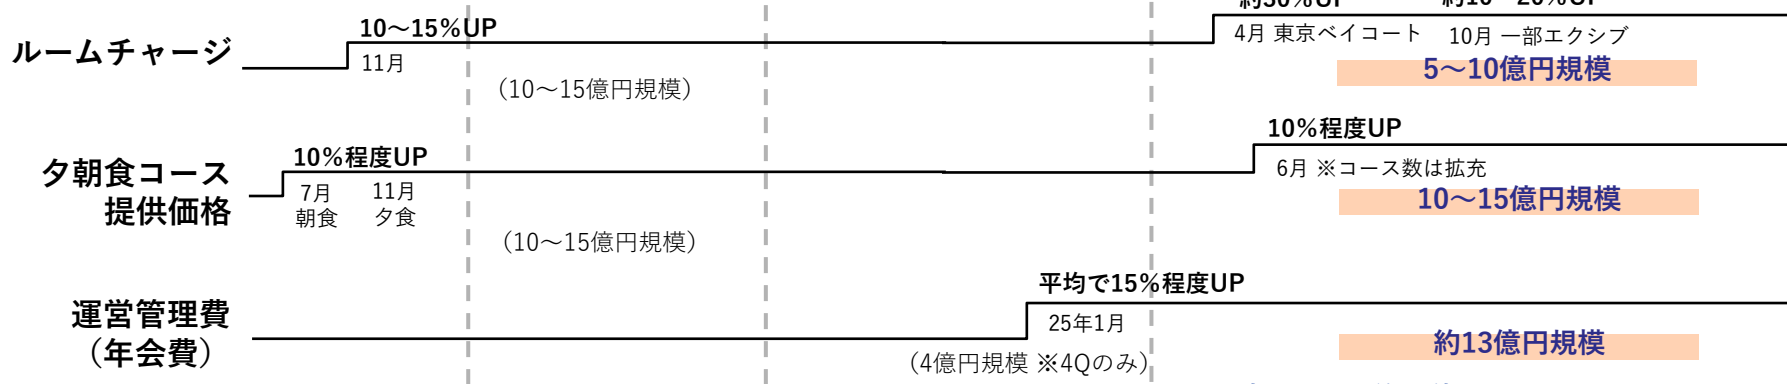 10～15%UP
ルームチャージ
11月
(10～15億円規模)
4月 東京ベイコート
10月 一部エクシブ
5～10億円規模
10%程度UP
夕朝食コース
提供価格
7月
朝食
11月
夕食
(10～15億円規模)
10%程度UP
6月 ※コース数は拡充
10～15億円規模
平均で15%程度UP
運営管理費
（年会費）
25年1月
(4億円規模 ※4Qのみ)
約13億円規模